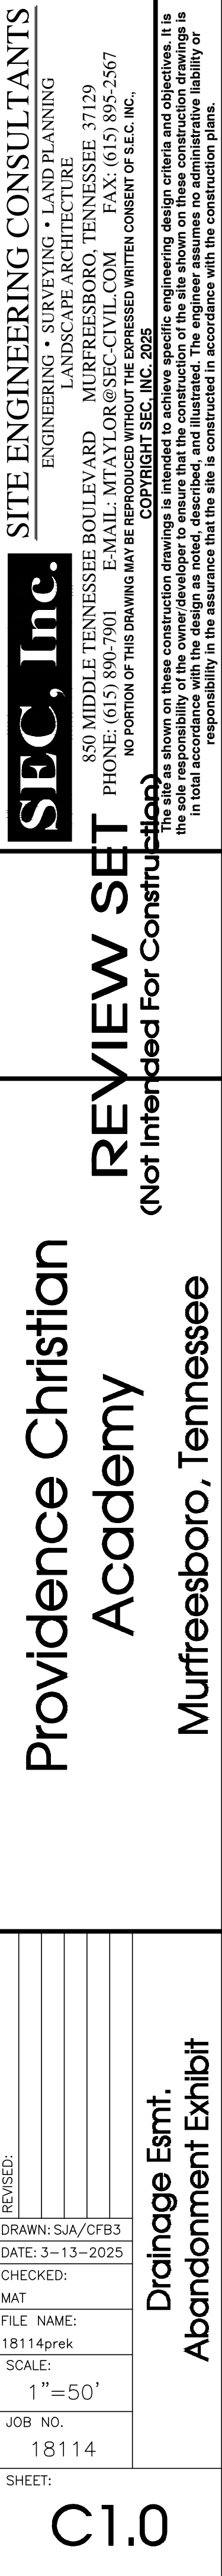 SEC, Inc.
SITE ENGINEERING CONSULTANTS
ENGINEERING • SURVEYING • LAND PLANNING
LANDSCAPE ARCHITECTURE
850 MIDDLE TENNESSEE BOULEVARD MURFREESBORO, TENNESSEE 37129
PHONE: (615) 890-7901 E-MAIL: MTAYLOR@SEC-CIVIL.COM FAX: (615) 895-2567
NO PORTION OF THIS DRAWING MAY BE REPRODUCED WITHOUT THE EXPRESSED WRITTEN CONSENT OF S.E.C. INC.,
COPYRIGHT SEC, INC. 2025
The site as shown on these construction drawings is intended to achieve specific engineering design criteria and objectives. It is
the sole responsibility of the owner/developer to ensure that the construction of the site shown on these construction drawings is
in total accordance with the design as noted, described, and illustrated. The engineer assumes no administrative liability or
responsibility in the assurance that the site is constructed in accordance with the construction plans.
REVIEW SET
(Not Intended For Construction)
Providence Christian
Academy
Murfreesboro, Tennessee
Drainage Esmt.
Abandonment Exhibit
REVISED:
DRAWN: SJA/CFB3
DATE: 3-13-2025
CHECKED:
MAT
FILE NAME:
18114prek
SCALE:
1"=50'
JOB NO.
18114
SHEET:
C1.0